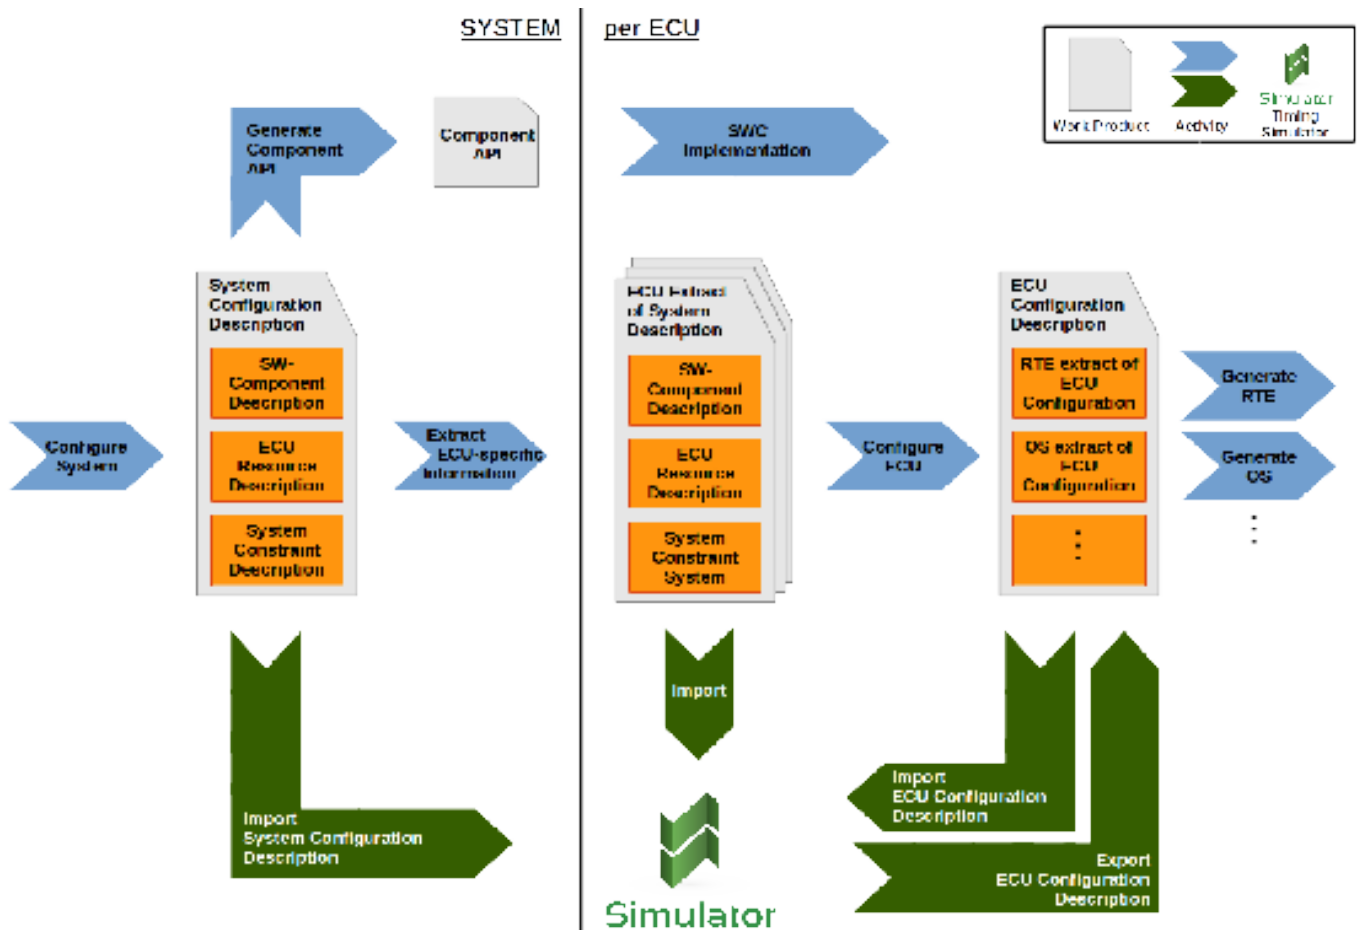 SYSTEM
per ECU
Work Product
Activity
Simulator
Timing
Simulator
Generate
Component
API
Component
API
SWC
Implementation
System
Configuration
Description
SW-
Component
Description
ECU
Resource
Description
System
Constraint
Description
ECU Extract
of System
Description
SW-
Component
Description
ECU
Resource
Description
System
Constraint
System
ECU
Configuration
Description
RTE extract of
ECU
Configuration
OS extract of
ECU
Configuration
Configure
System
Extract
ECU-specific
Information
Configure
ECU
Generate
RTE
Generate
OS
Import
System Configuration
Description
Import
Import
ECU Configuration
Description
Export
ECU Configuration
Description
Simulator